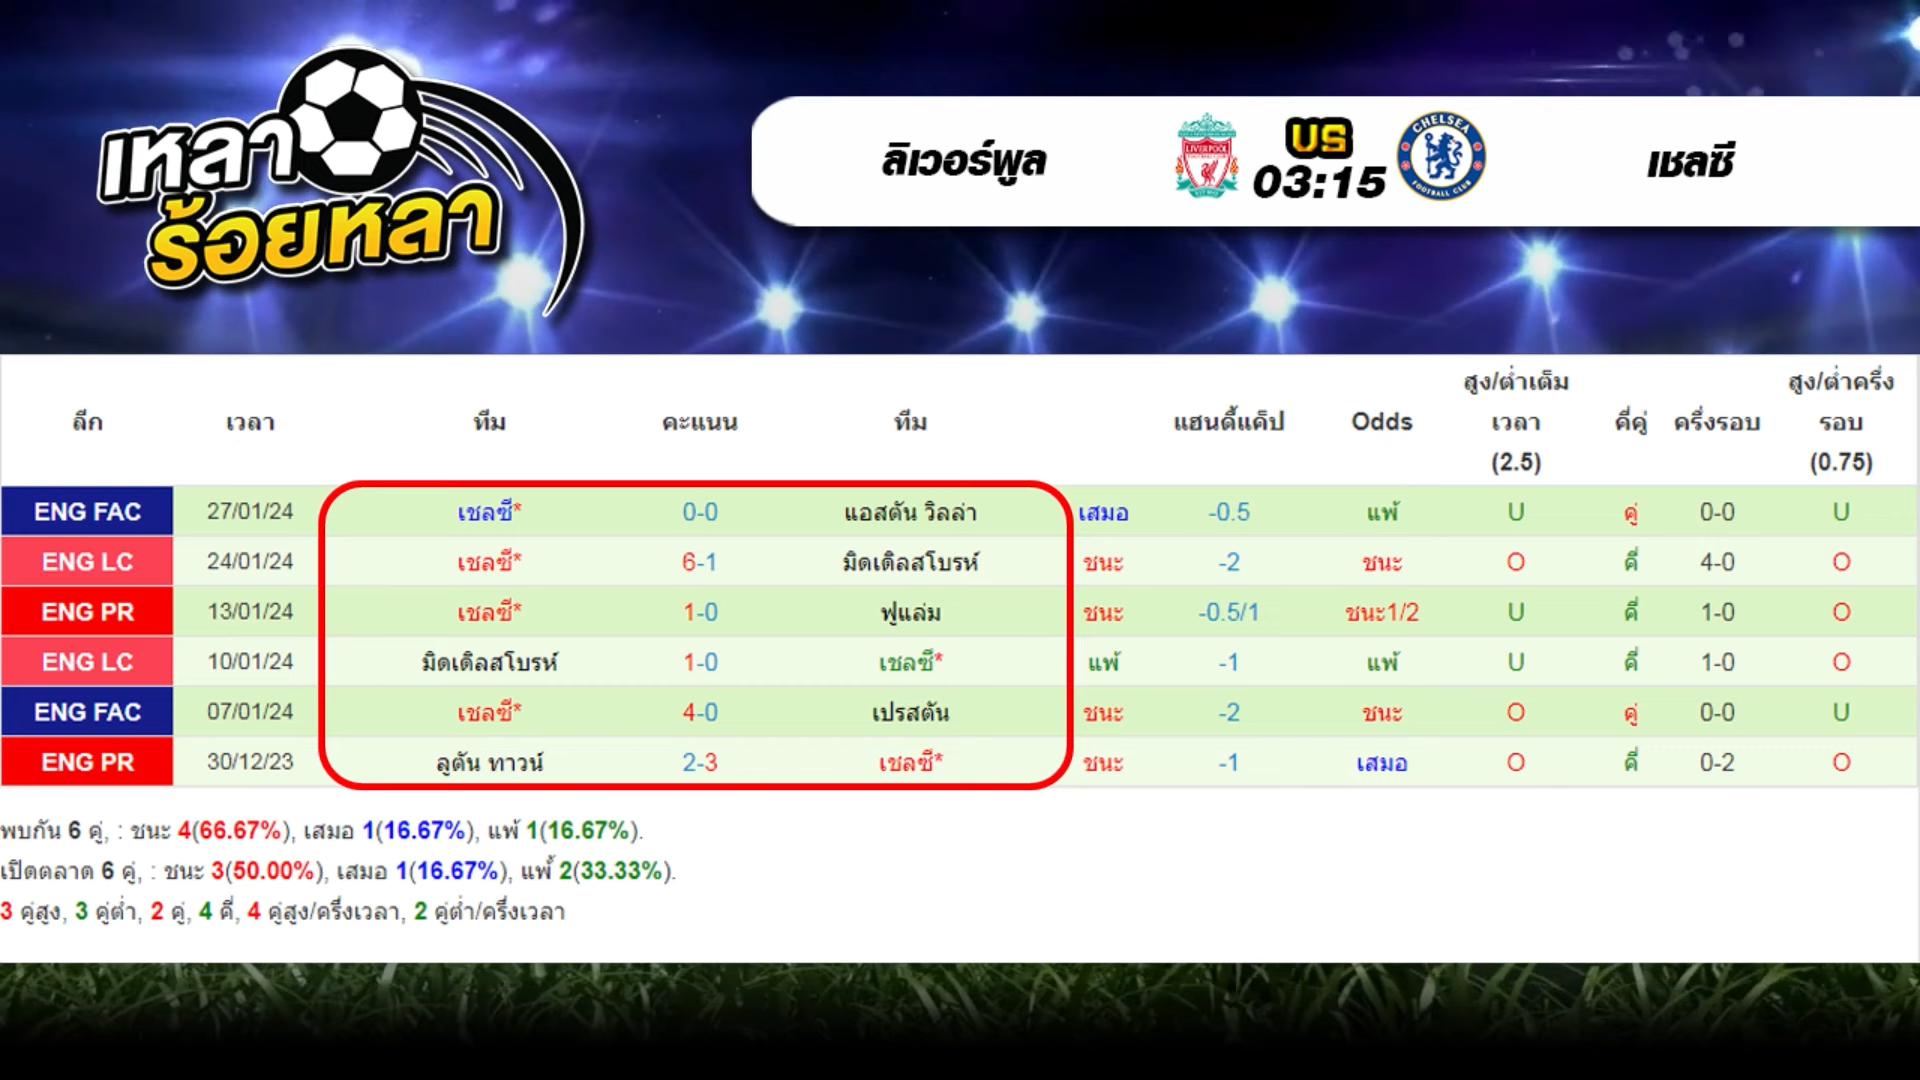 เหลา
ร้อยหลา
ลิเวอร์พูล
LIVERPOOL
US
03:15
CHELSEA
FOOTBALL CLUB
เชลซี
ลีก เวลา ทีม คะแนน ทีม แฮนดี้แค็ป Odds สูง/ต่ำเต็มเวลา (2.5) คี่คู่ ครึ่งรอบ สูง/ต่ำครึ่งรอบ (0.75)
ENG FAC 27/01/24 เชลซี* 0-0 แอสตัน วิลล่า เสมอ -0.5 แพ้ U คู่ 0-0 U
ENG LC 24/01/24 เชลซี* 6-1 มิดเดิลสโบรห์ ชนะ -2 ชนะ O คี่ 4-0 O
ENG PR 13/01/24 เชลซี* 1-0 ฟูแล่ม ชนะ -0.5/1 ชนะ1/2 U คี่ 1-0 O
ENG LC 10/01/24 มิดเดิลสโบรห์ 1-0 เชลซี* แพ้ -1 แพ้ U คี่ 1-0 O
ENG FAC 07/01/24 เชลซี* 4-0 เปรสตัน ชนะ -2 ชนะ O คู่ 0-0 U
ENG PR 30/12/23 ลูตัน ทาวน์ 2-3 เชลซี* ชนะ -1 เสมอ O คี่ 0-2 O
พบกัน 6 คู่, : ชนะ 4(66.67%), เสมอ 1(16.67%), แพ้ 1(16.67%).
เปิดตลาด 6 คู่, : ชนะ 3(50.00%), เสมอ 1(16.67%), แพ้ 2(33.33%).
3 คู่สูง, 3 คู่ต่ำ, 2 คู่, 4 คี่, 4 คู่สูง/ครึ่งเวลา, 2 คู่ต่ำ/ครึ่งเวลา